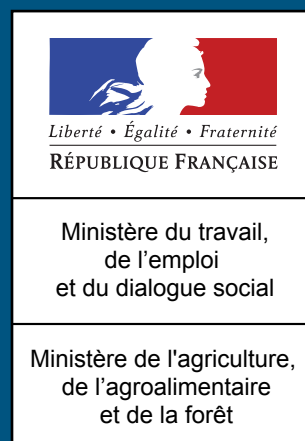 Liberté • Égalité • Fraternité
RÉPUBLIQUE FRANÇAISE
Ministère du travail,
de l’emploi
et du dialogue social
Ministère de l'agriculture,
de l’agroalimentaire
et de la forêt